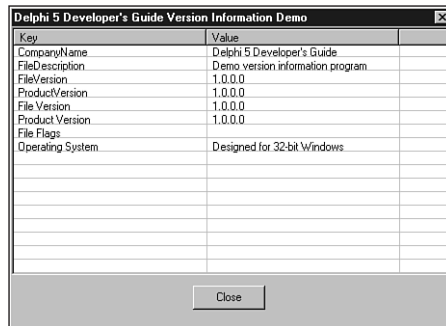 Delphi 5 Developer's Guide Version Information Demo
Key Value
CompanyName Delphi 5 Developer's Guide
FileDescription Demo version information program
FileVersion 1.0.0.0
ProductVersion 1.0.0.0
File Version 1.0.0.0
Product Version 1.0.0.0
File Flags
Operating System Designed for 32-bit Windows
Close